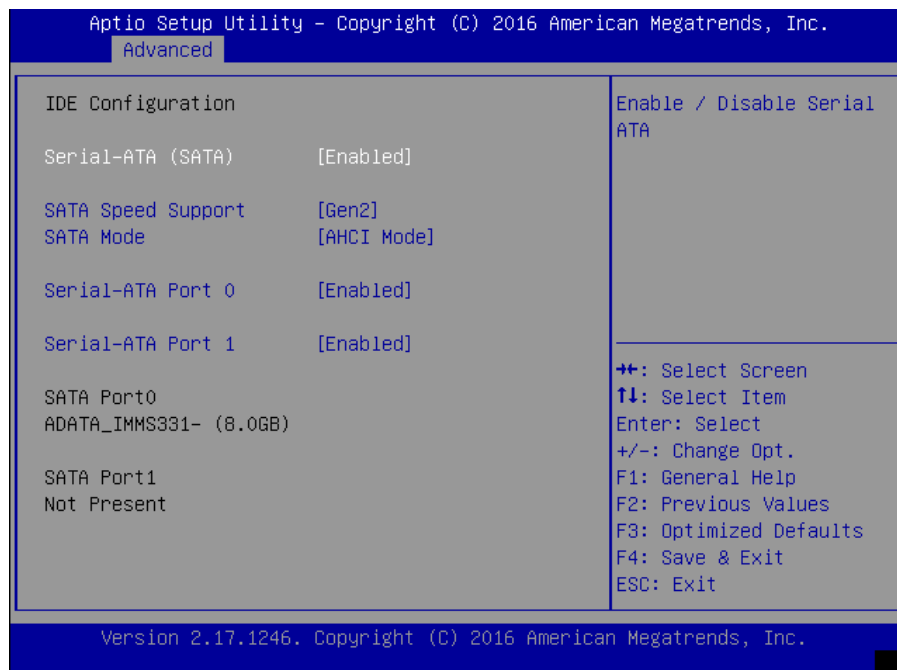 Aptio Setup Utility – Copyright (C) 2016 American Megatrends, Inc.
Advanced
IDE Configuration
Serial-ATA (SATA) [Enabled]
SATA Speed Support [Gen2]
SATA Mode [AHCI Mode]
Serial-ATA Port 0 [Enabled]
Serial-ATA Port 1 [Enabled]
SATA Port0
ADATA_IMMS331- (8.0GB)
SATA Port1
Not Present
Enable / Disable Serial
ATA
→←: Select Screen
↑↓: Select Item
Enter: Select
+/-: Change Opt.
F1: General Help
F2: Previous Values
F3: Optimized Defaults
F4: Save & Exit
ESC: Exit
Version 2.17.1246. Copyright (C) 2016 American Megatrends, Inc.